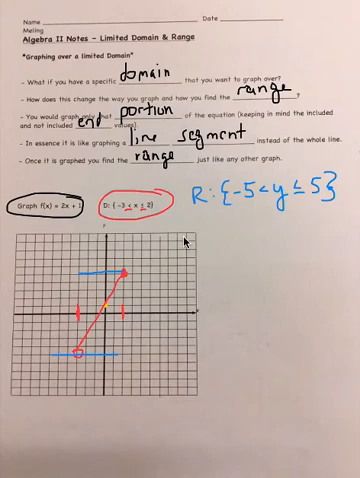 Name Date
Meling
Algebra II Notes – Limited Domain & Range
*Graphing over a limited Domain*
- What if you have a specific domain that you want to graph over?
- How does this change the way you graph and how you find the range?
- You would graph only that portion of the equation (keeping in mind the included
and not included end values).
- In essence it is like graphing a line segment instead of the whole line.
- Once it is graphed you find the range just like any other graph.
Graph f(x) = 2x + 1 D: { -3 < x ≤ 2} R: {-5 < y ≤ 5}